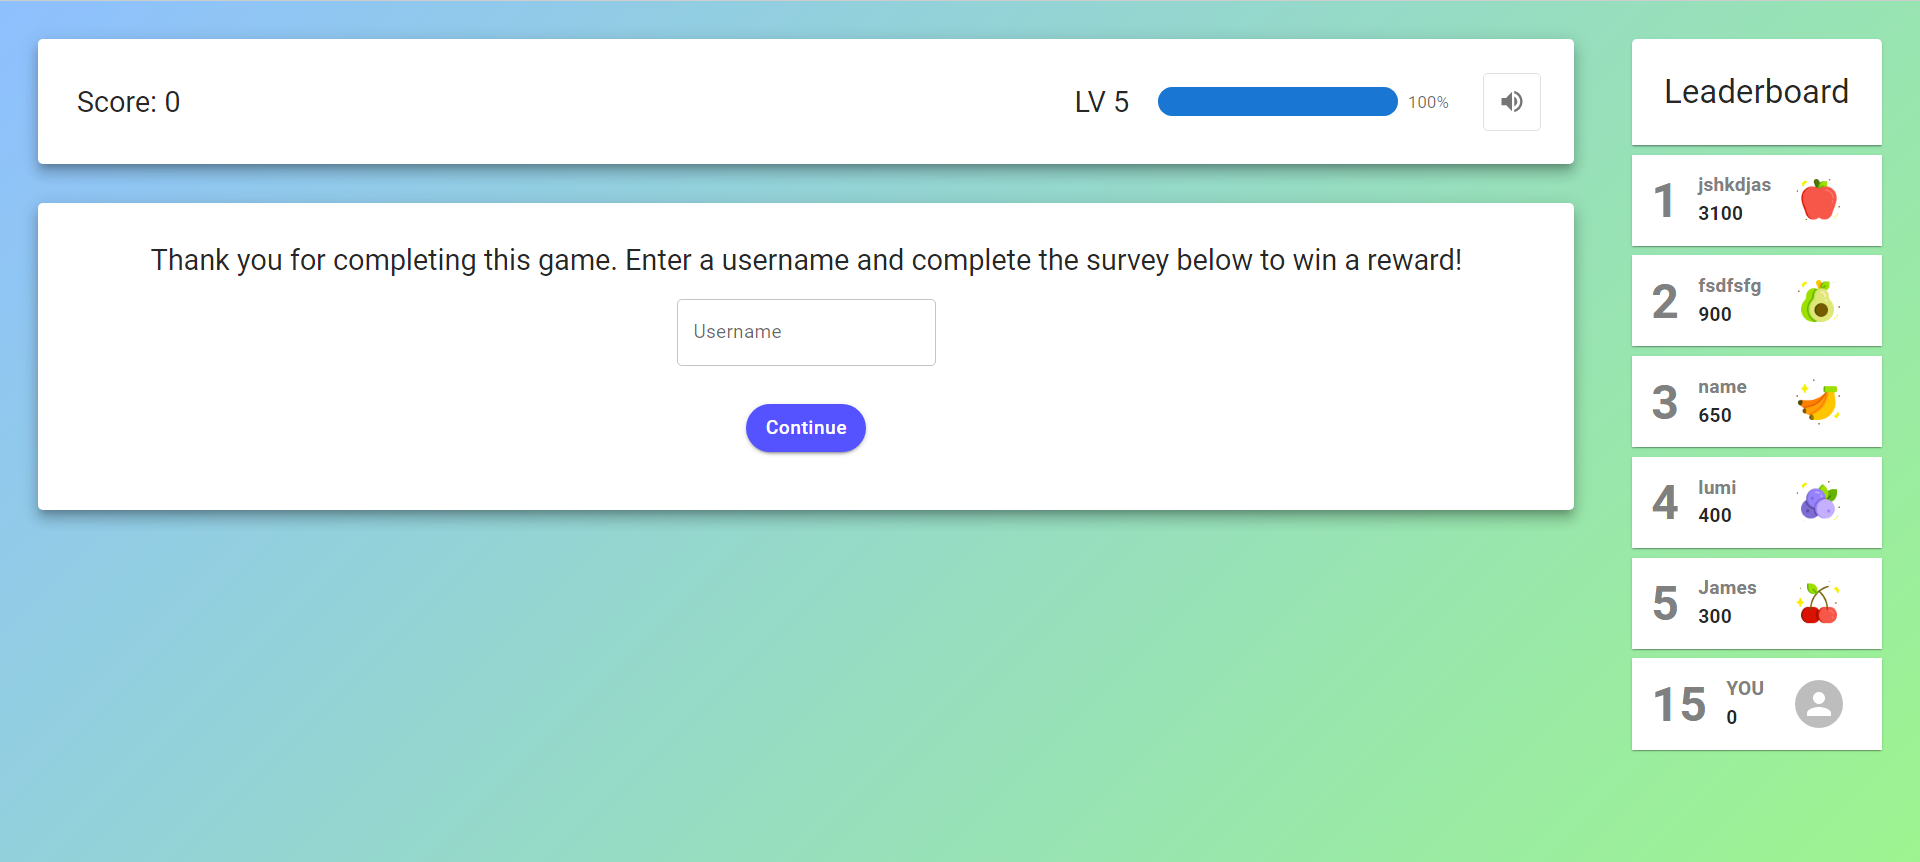 Score: 0
LV 5
100%
Thank you for completing this game. Enter a username and complete the survey below to win a reward!
Username
Continue
Leaderboard
1
jshkdjas
3100
2
fsdfsfg
900
3
name
650
4
lumi
400
5
James
300
15
YOU
0